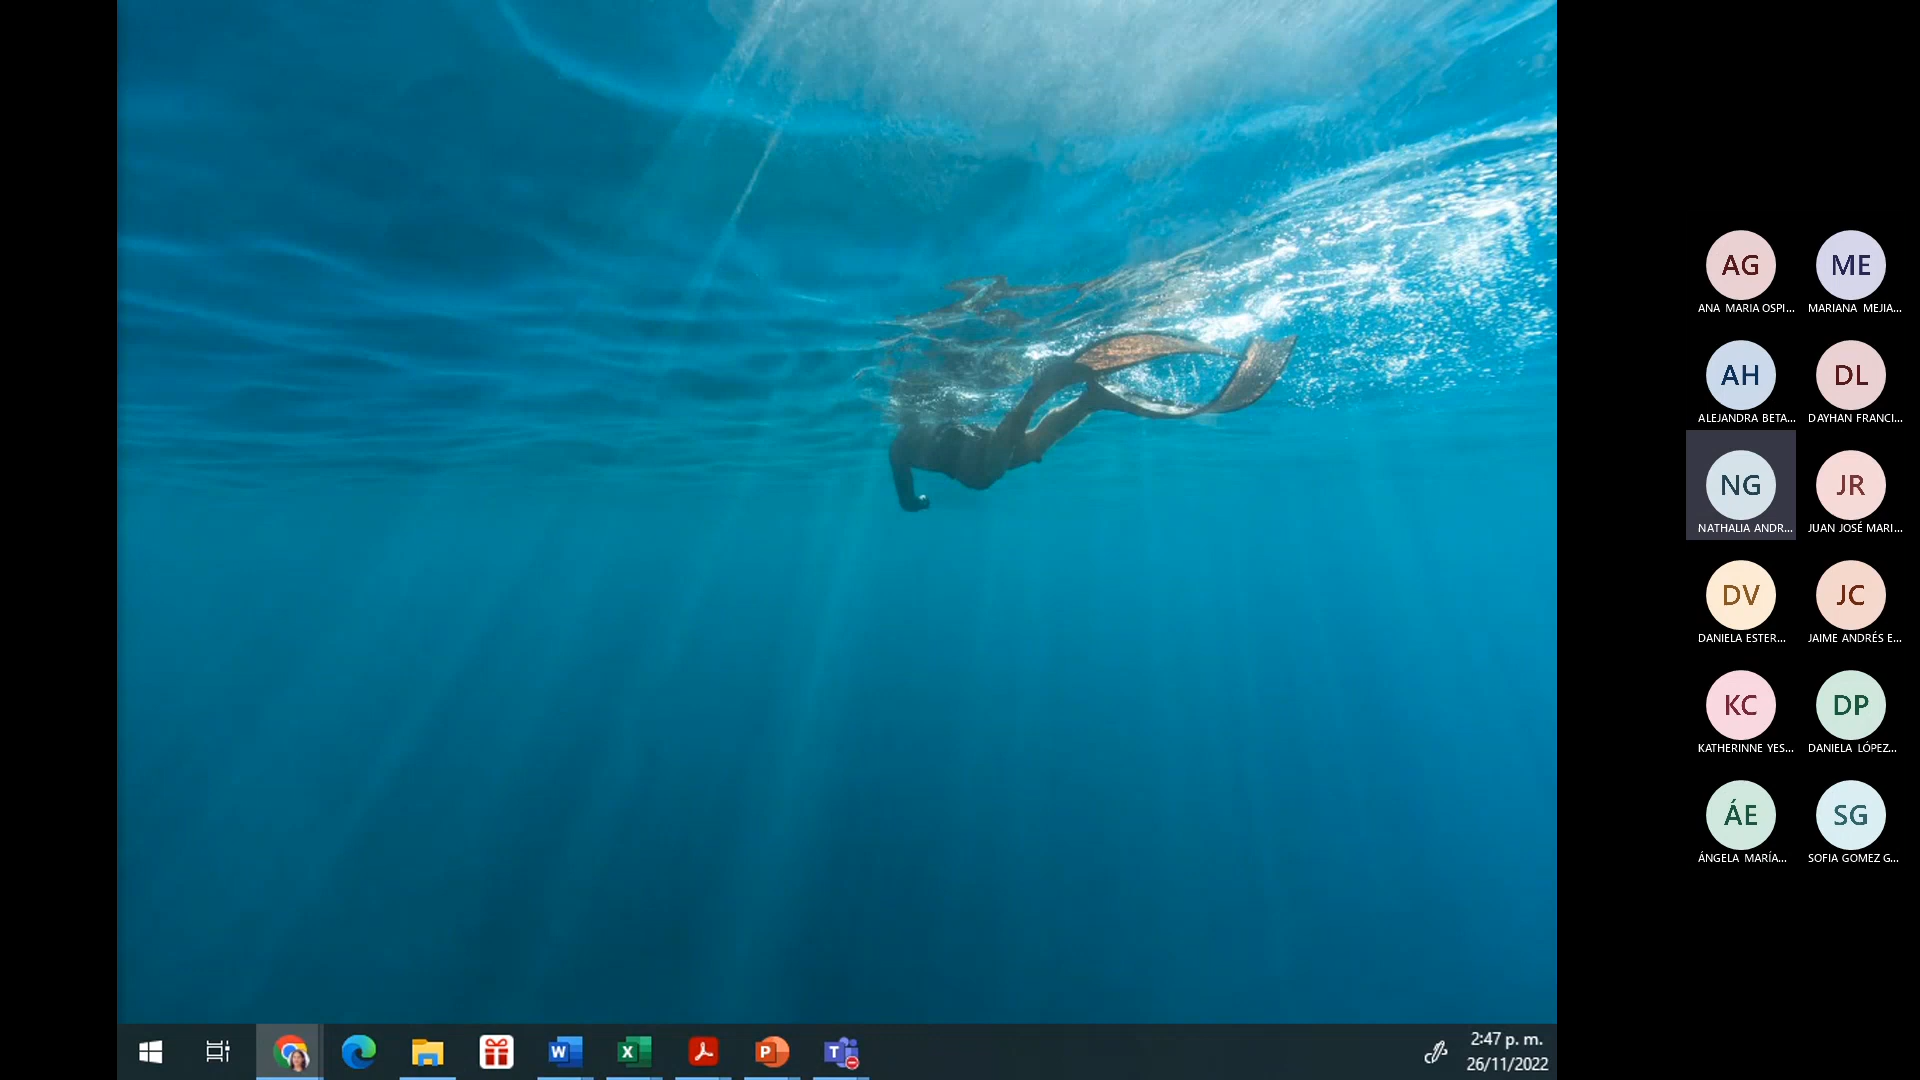 AG ME
ANA MARIA OSPI... MARIANA MEJIA...
AH DL
ALEJANDRA BETA... DAYHAN FRANCI...
NG JR
NATHALIA ANDR... JUAN JOSÉ MARI...
DV JC
DANIELA ESTER... JAIME ANDRÉS E...
KC DP
KATHERINNE YES... DANIELA LÓPEZ...
ÁE SG
ÁNGELA MARÍA... SOFIA GOMEZ G...
W X P T
2:47 p. m.
26/11/2022